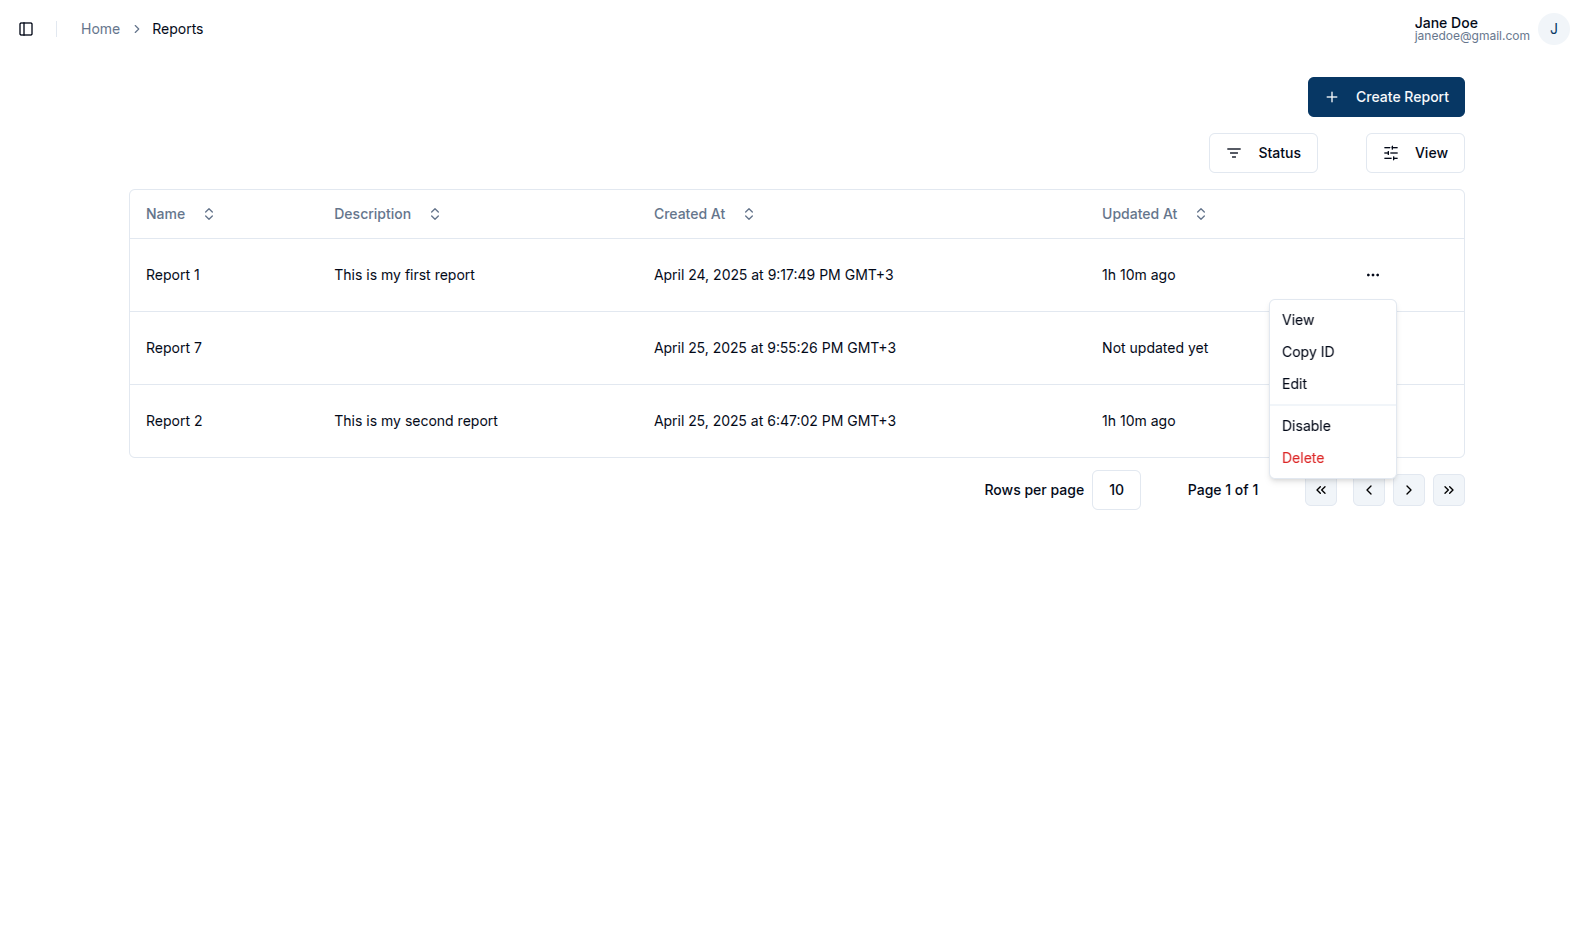 Home Reports
Jane Doe
janedoe@gmail.com
J
Create Report
Status View
Name Description Created At Updated At
Report 1 This is my first report April 24, 2025 at 9:17:49 PM GMT+3 1h 10m ago
Report 7 April 25, 2025 at 9:55:26 PM GMT+3 Not updated yet
Report 2 This is my second report April 25, 2025 at 6:47:02 PM GMT+3 1h 10m ago
View
Copy ID
Edit
Disable
Delete
Rows per page 10 Page 1 of 1